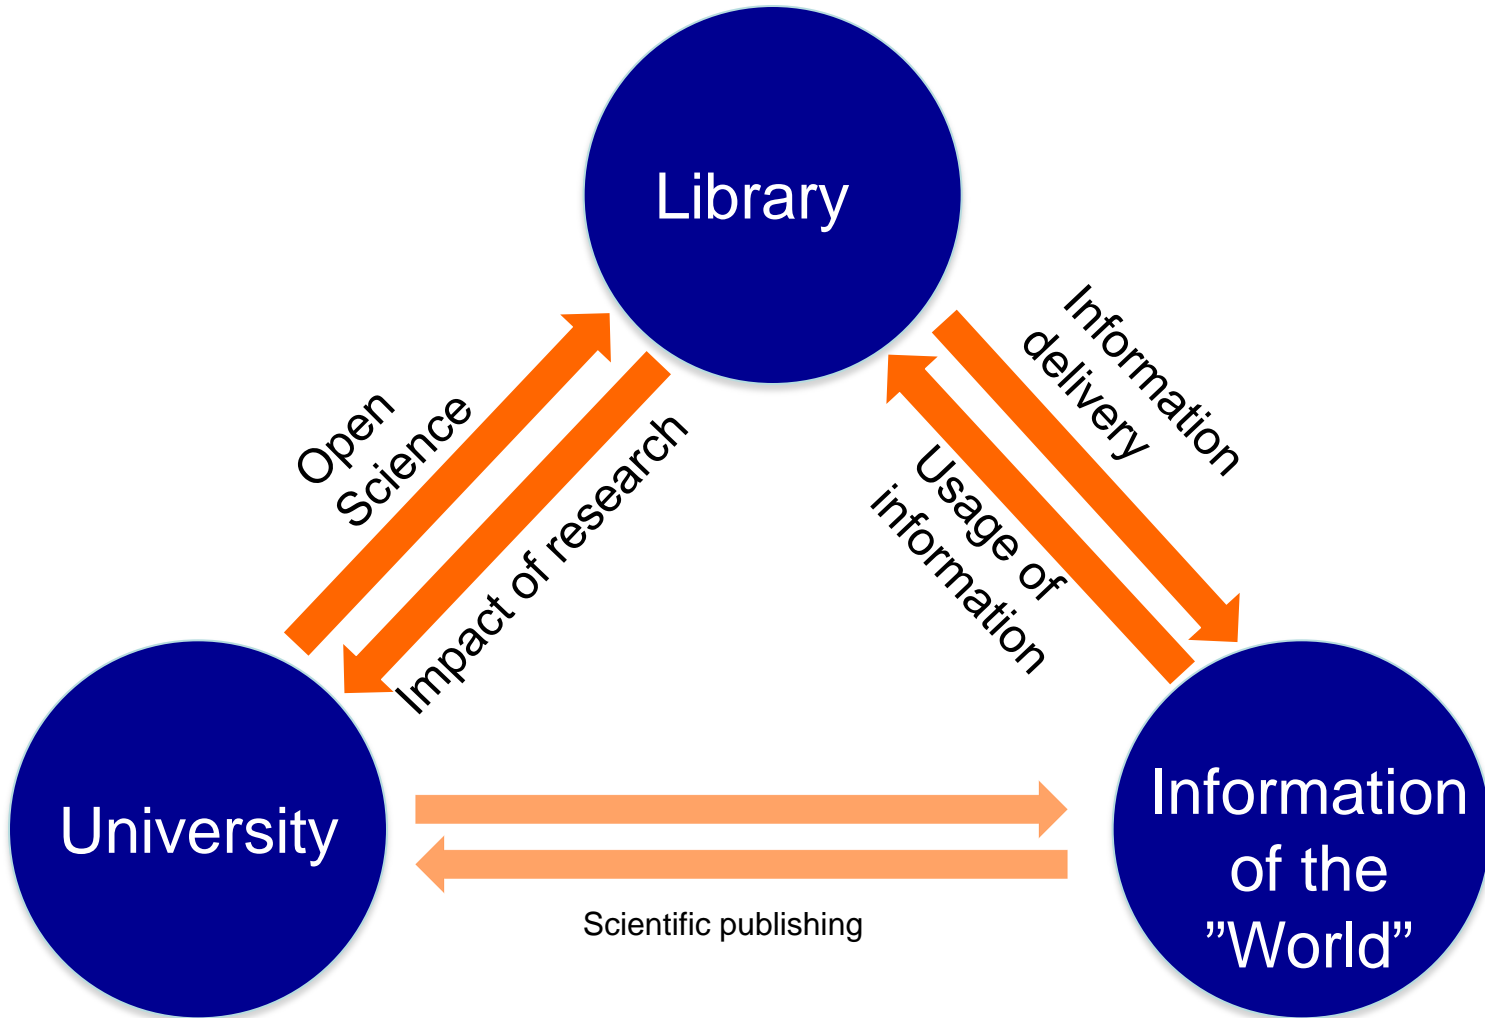 Library
Open
Science
Impact of research
Information
delivery
Usage of
information
University
Information
of the
”World”
Scientific publishing